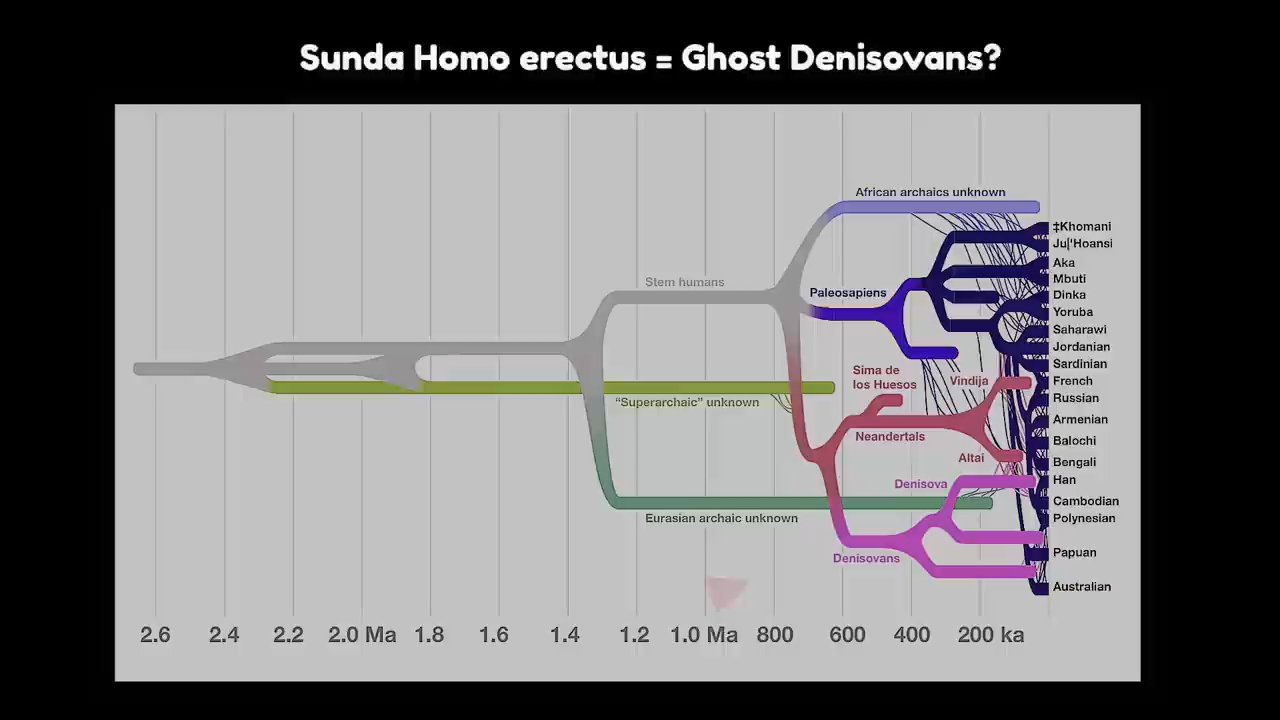 Sunda Homo erectus = Ghost Denisovans?
African archaics unknown
‡Khomani
Ju|'Hoansi
Aka
Stem humans
Mbuti
Paleosapiens
Dinka
Yoruba
Saharawi
Jordanian
Sardinian
Sima de
los Huesos
Vindija
French
Russian
"Superarchaic" unknown
Armenian
Neandertals
Balochi
Altai
Bengali
Denisova
Han
Cambodian
Eurasian archaic unknown
Polynesian
Denisovans
Papuan
Australian
2.6 2.4 2.2 2.0 Ma 1.8 1.6 1.4 1.2 1.0 Ma 800 600 400 200 ka